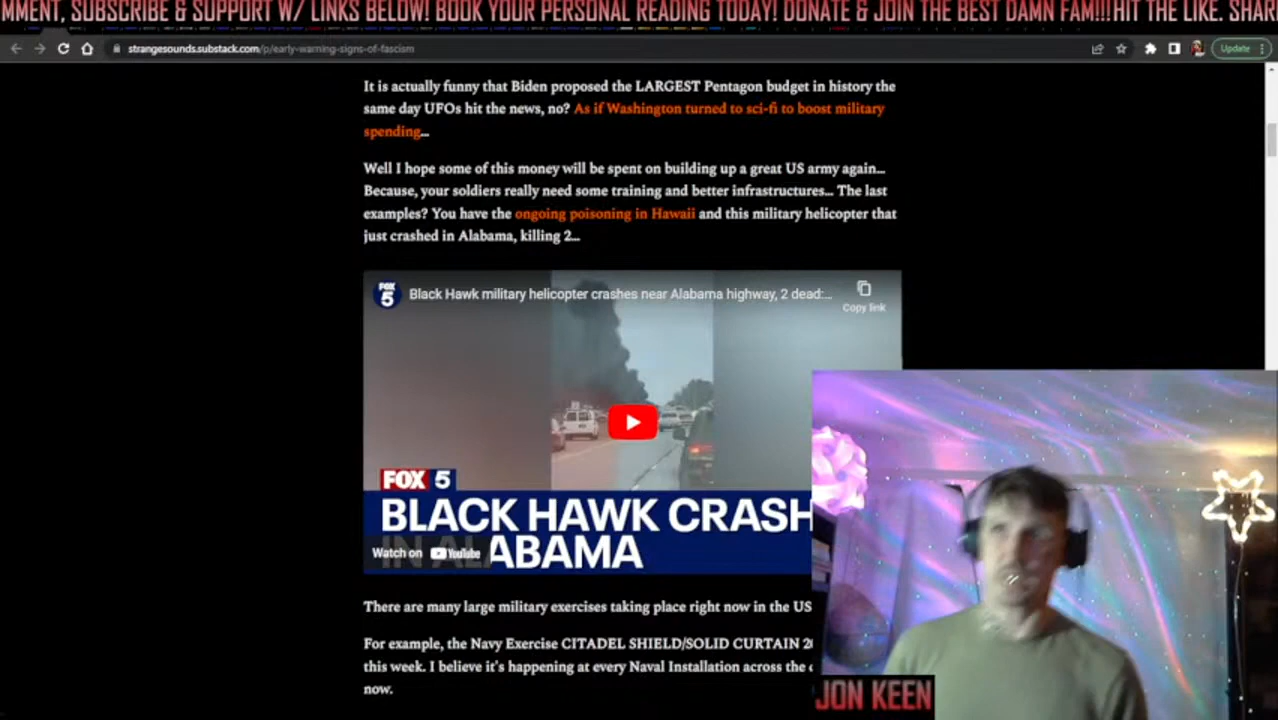 MMENT, SUBSCRIBE & SUPPORT W/ LINKS BELOW! BOOK YOUR PERSONAL READING TODAY! DONATE & JOIN THE BEST DAMN FAM!!! HIT THE LIKE. SHAR
strangesounds.substack.com/p/early-warning-signs-of-fascism
Update
It is actually funny that Biden proposed the LARGEST Pentagon budget in history the
same day UFOs hit the news, no? As if Washington turned to sci-fi to boost military
spending...
Well I hope some of this money will be spent on building up a great US army again...
Because, your soldiers really need some training and better infrastructures... The last
examples? You have the ongoing poisoning in Hawaii and this military helicopter that
just crashed in Alabama, killing 2...
FOX
5
Black Hawk military helicopter crashes near Alabama highway, 2 dead:...
Copy link
FOX 5
BLACK HAWK CRASH
IN ALABAMA
Watch on YouTube
There are many large military exercises taking place right now in the US
For example, the Navy Exercise CITADEL SHIELD/SOLID CURTAIN 20
this week. I believe it's happening at every Naval Installation across the
now.
JON KEEN